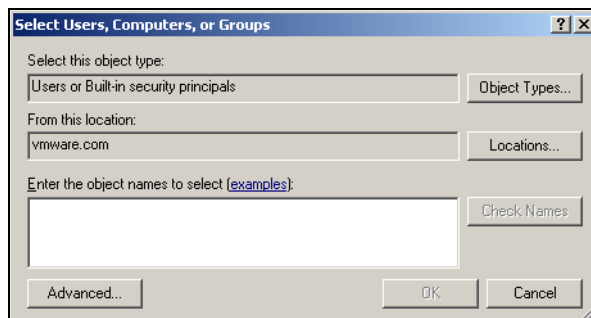 Select Users, Computers, or Groups
Select this object type:
Users or Built-in security principals
Object Types...
From this location:
vmware.com
Locations...
Enter the object names to select (examples):
Check Names
Advanced...
OK
Cancel